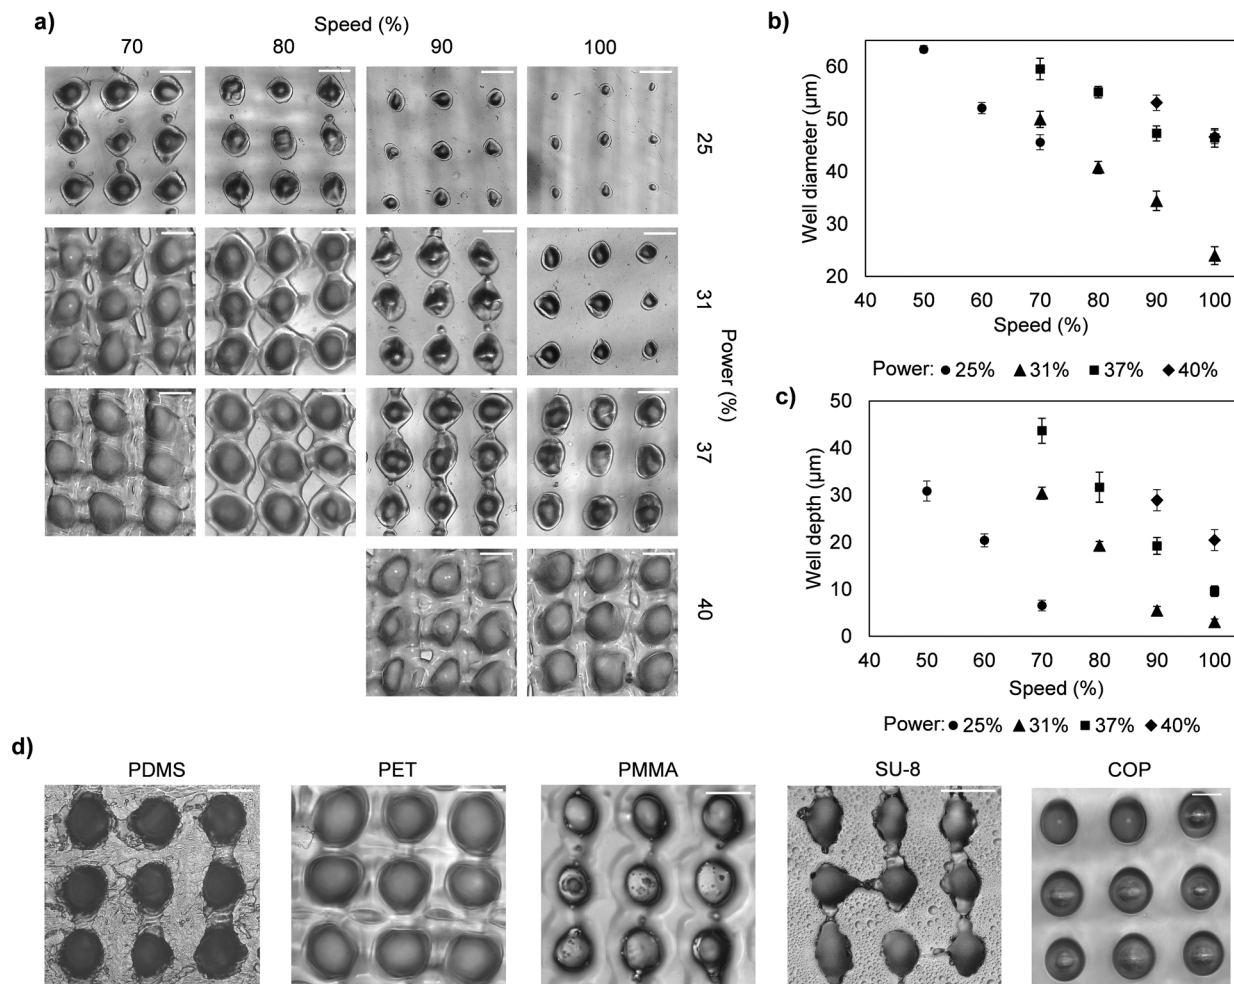 a)
Speed (%)
70 80 90 100
25
31
37
40
Power (%)
b)
Well diameter (µm)
60
50
40
30
20
40 50 60 70 80 90 100
Speed (%)
Power: 25% 31% 37% 40%
c)
Well depth (µm)
50
40
30
20
10
0
40 50 60 70 80 90 100
Speed (%)
Power: 25% 31% 37% 40%
d)
PDMS PET PMMA SU-8 COP